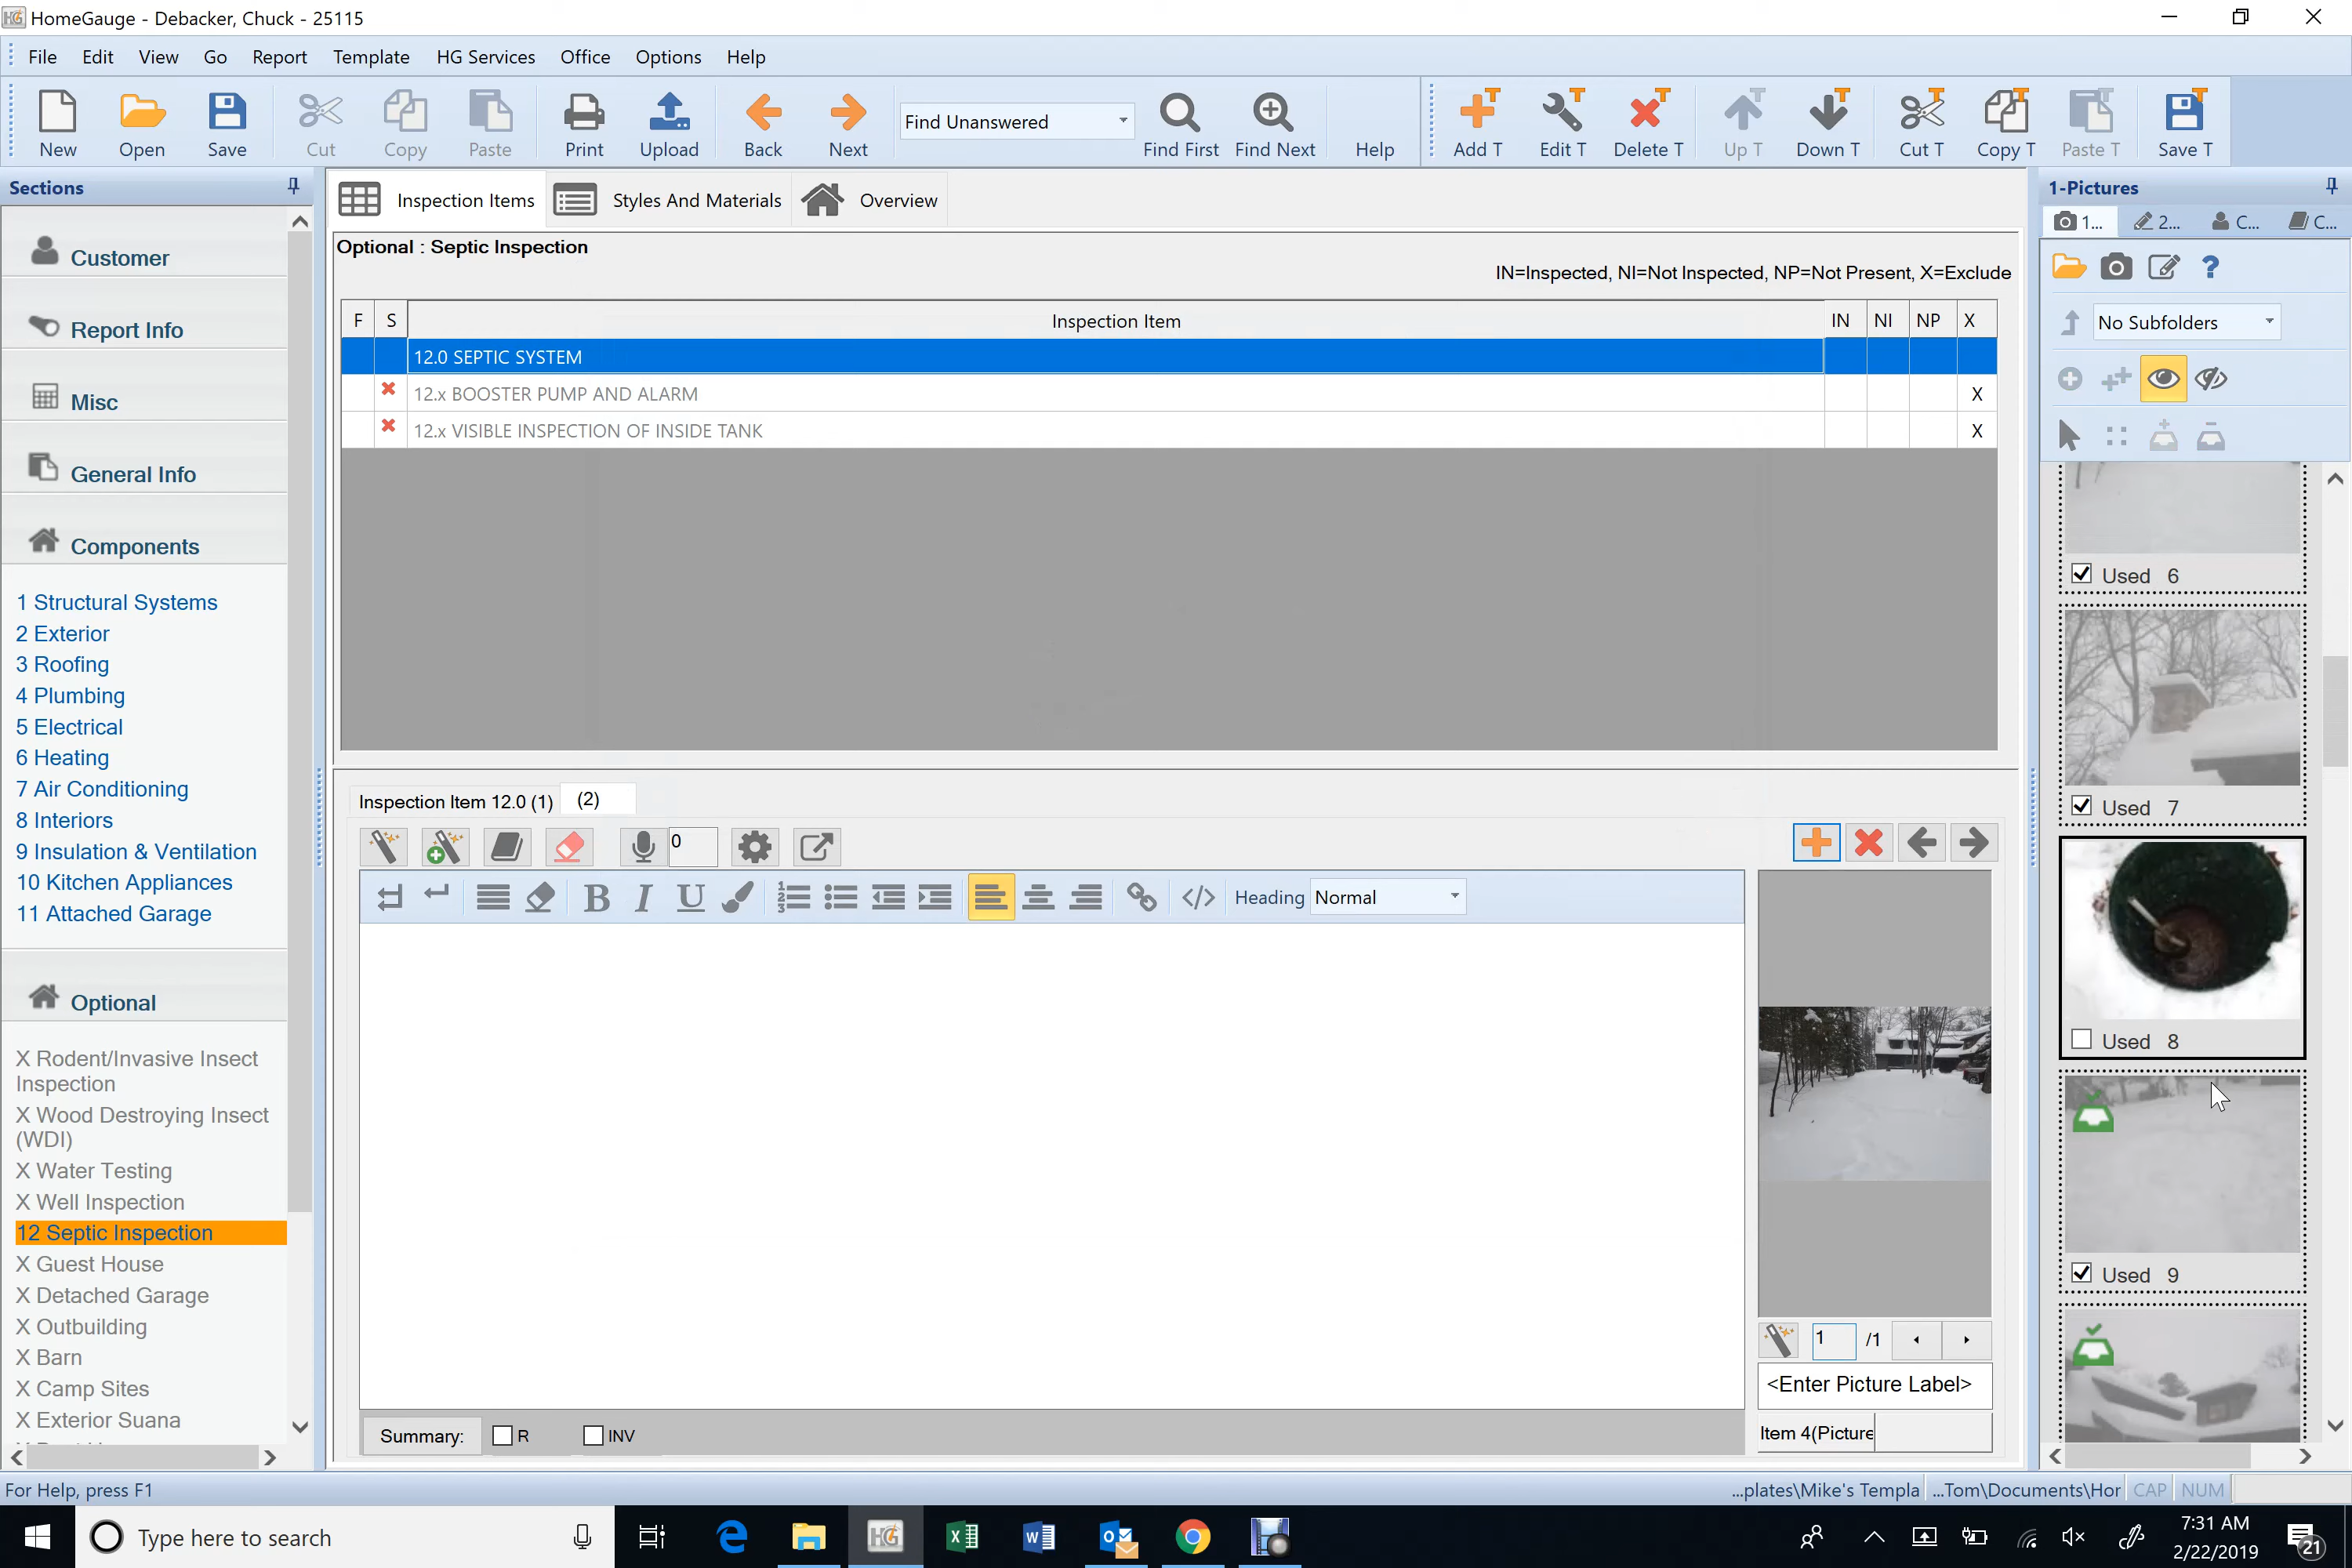 HG HomeGauge - Debacker, Chuck - 25115
File Edit View Go Report Template HG Services Office Options Help
New Open Save Cut Copy Paste Print Upload Back Next Find Unanswered Find First Find Next Help Add T Edit T Delete T Up T Down T Cut T Copy T Paste T Save T
Sections
Customer
Report Info
Misc
General Info
Components
1 Structural Systems
2 Exterior
3 Roofing
4 Plumbing
5 Electrical
6 Heating
7 Air Conditioning
8 Interiors
9 Insulation & Ventilation
10 Kitchen Appliances
11 Attached Garage
Optional
X Rodent/Invasive Insect
Inspection
X Wood Destroying Insect
(WDI)
X Water Testing
X Well Inspection
12 Septic Inspection
X Guest House
X Detached Garage
X Outbuilding
X Barn
X Camp Sites
X Exterior Suana
Inspection Items Styles And Materials Overview
Optional : Septic Inspection
IN=Inspected, NI=Not Inspected, NP=Not Present, X=Exclude
F S Inspection Item IN NI NP X
12.0 SEPTIC SYSTEM
12.x BOOSTER PUMP AND ALARM X
12.x VISIBLE INSPECTION OF INSIDE TANK X
Inspection Item 12.0 (1) (2)
0
B I U </> Heading Normal
1 /1
<Enter Picture Label>
Item 4(Picture
Summary: R INV
1-Pictures
1... 2... C... C...
?
No Subfolders
Used 6
Used 7
Used 8
Used 9
For Help, press F1 ...plates\Mike's Templa ...Tom\Documents\Hor CAP NUM
Type here to search
7:31 AM
2/22/2019
21